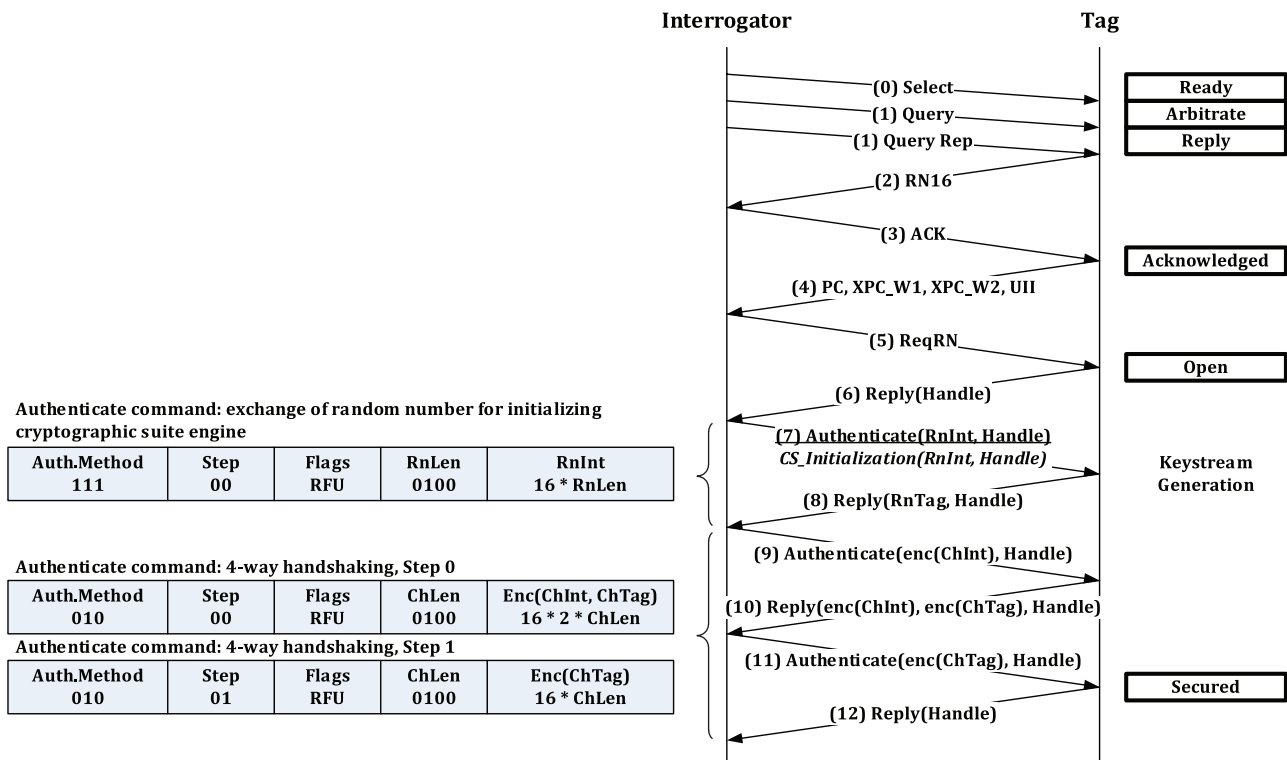 Interrogator
Tag
(0) Select
Ready
(1) Query
Arbitrate
(1) Query Rep
Reply
(2) RN16
(3) ACK
Acknowledged
(4) PC, XPC_W1, XPC_W2, UII
(5) ReqRN
Open
(6) Reply(Handle)
Authenticate command: exchange of random number for initializing
cryptographic suite engine
Auth.Method Step Flags RnLen RnInt
111 00 RFU 0100 16 * RnLen
(7) Authenticate(RnInt, Handle)
CS_Initialization(RnInt, Handle)
Keystream
Generation
(8) Reply(RnTag, Handle)
(9) Authenticate(enc(ChInt), Handle)
Authenticate command: 4-way handshaking, Step 0
Auth.Method Step Flags ChLen Enc(ChInt, ChTag)
010 00 RFU 0100 16 * 2 * ChLen
(10) Reply(enc(ChInt), enc(ChTag), Handle)
Authenticate command: 4-way handshaking, Step 1
Auth.Method Step Flags ChLen Enc(ChTag)
010 01 RFU 0100 16 * ChLen
(11) Authenticate(enc(ChTag), Handle)
Secured
(12) Reply(Handle)